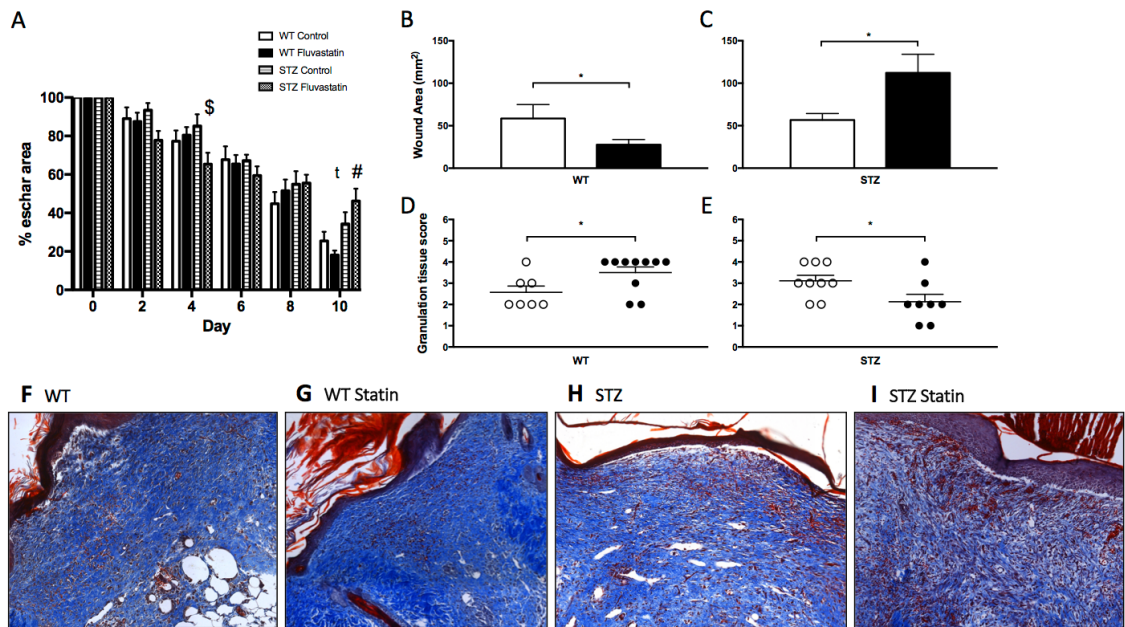 A
WT Control
WT Fluvastatin
STZ Control
STZ Fluvastatin
% eschar area
100
80
60
40
20
0
$
t
#
0 2 4 6 8 10
Day
B
Wound Area (mm²)
150
100
50
0
*
WT
C
150
100
50
0
*
STZ
D
Granulation tissue score
6
5
4
3
2
1
0
*
WT
E
6
5
4
3
2
1
0
*
STZ
F WT
G WT Statin
H STZ
I STZ Statin